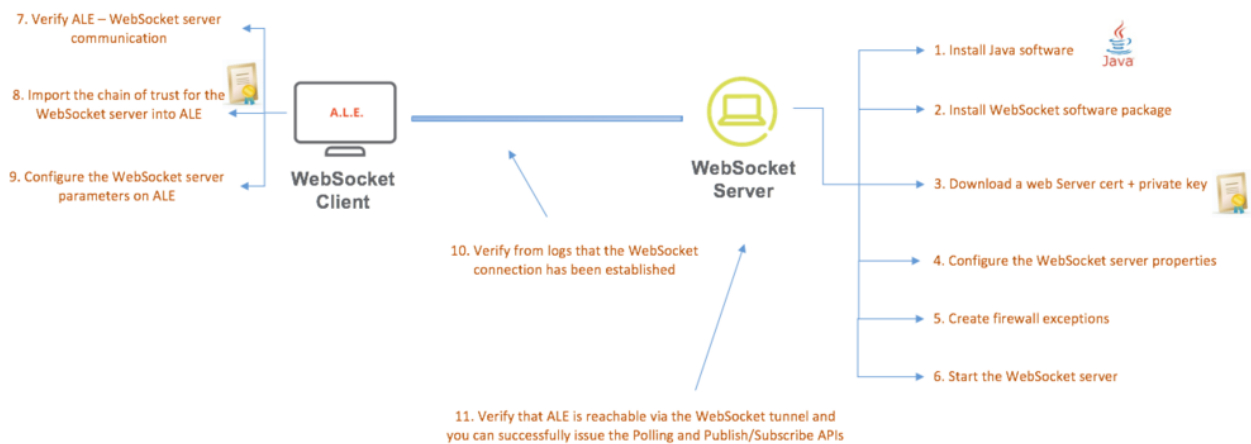 7. Verify ALE – WebSocket server
communication
8. Import the chain of trust for the
WebSocket server into ALE
9. Configure the WebSocket server
parameters on ALE
A.L.E.
WebSocket
Client
10. Verify from logs that the WebSocket
connection has been established
WebSocket
Server
11. Verify that ALE is reachable via the WebSocket tunnel and
you can successfully issue the Polling and Publish/Subscribe APIs
1. Install Java software
Java
2. Install WebSocket software package
3. Download a web Server cert + private key
4. Configure the WebSocket server properties
5. Create firewall exceptions
6. Start the WebSocket server